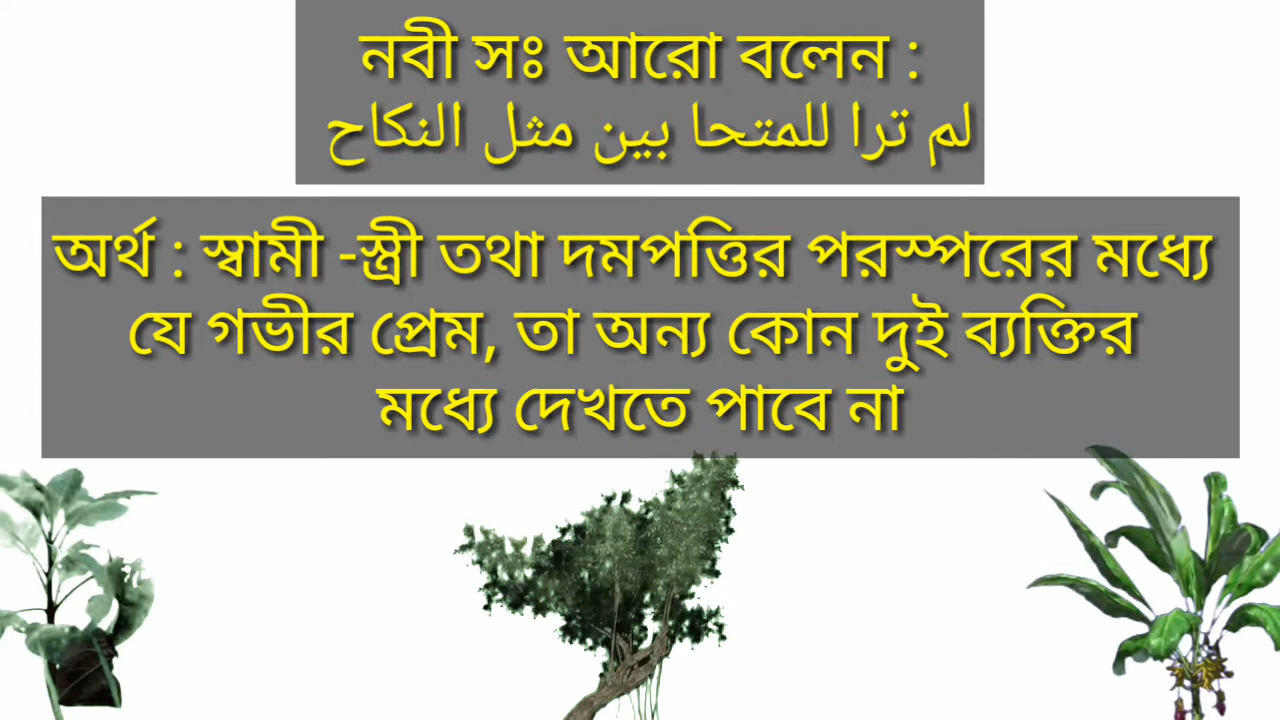 নবী সঃ আরো বলেন :
لم ترا للمتحا بين مثل النكاح
অর্থ : স্বামী -স্ত্রী তথা দমপত্তির পরস্পরের মধ্যে
যে গভীর প্রেম, তা অন্য কোন দুই ব্যক্তির
মধ্যে দেখতে পাবে না